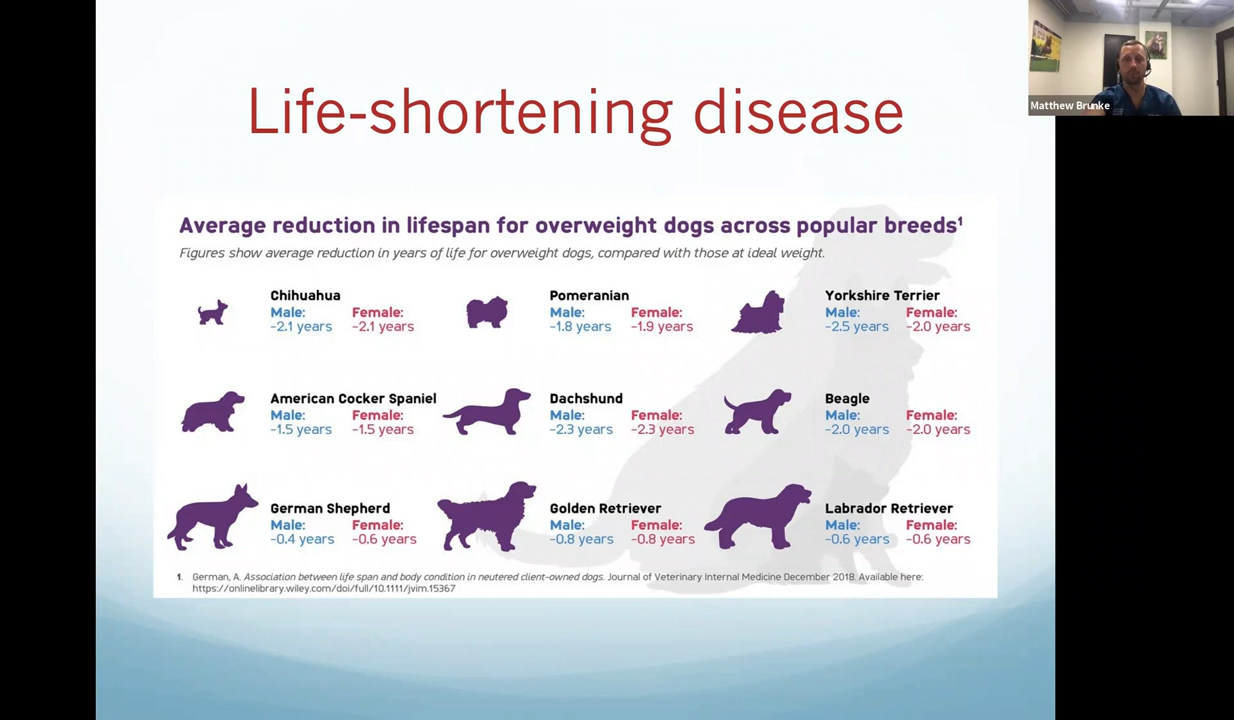 Life-shortening disease
Matthew Brunke
Average reduction in lifespan for overweight dogs across popular breeds¹
Figures show average reduction in years of life for overweight dogs, compared with those at ideal weight.
Chihuahua
Male: Female:
-2.1 years -2.1 years
Pomeranian
Male: Female:
-1.8 years -1.9 years
Yorkshire Terrier
Male: Female:
-2.5 years -2.0 years
American Cocker Spaniel
Male: Female:
-1.5 years -1.5 years
Dachshund
Male: Female:
-2.3 years -2.3 years
Beagle
Male: Female:
-2.0 years -2.0 years
German Shepherd
Male: Female:
-0.4 years -0.6 years
Golden Retriever
Male: Female:
-0.8 years -0.8 years
Labrador Retriever
Male: Female:
-0.6 years -0.6 years
1. German, A. Association between life span and body condition in neutered client-owned dogs. Journal of Veterinary Internal Medicine December 2018. Available here:
https://onlinelibrary.wiley.com/doi/full/10.1111/jvim.15367